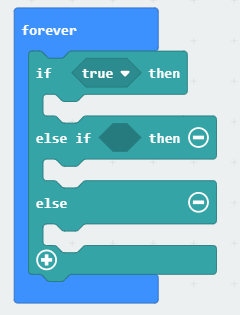 forever
if true then
else if then
else